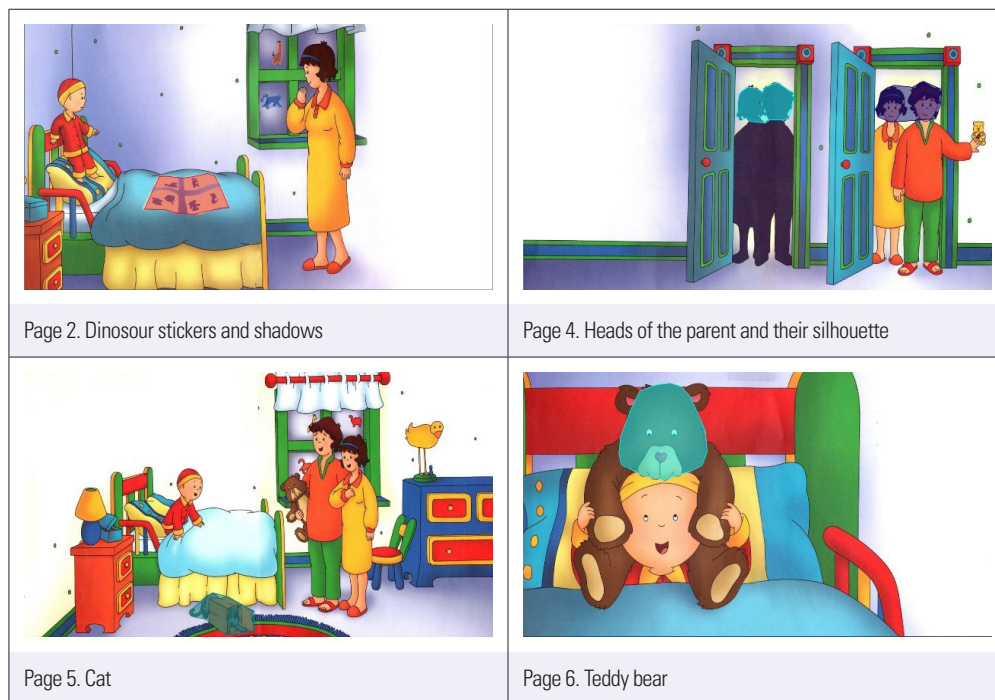 Page 2. Dinosour stickers and shadows
Page 4. Heads of the parent and their silhouette
Page 5. Cat
Page 6. Teddy bear